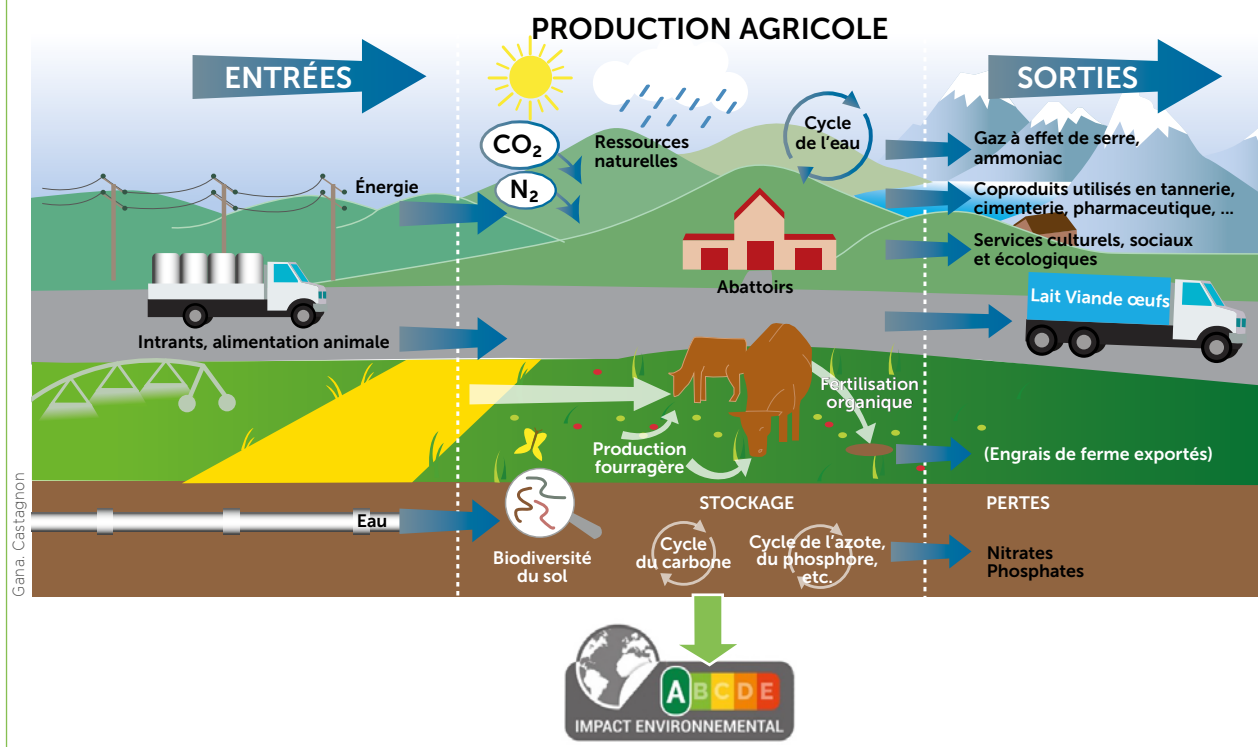 PRODUCTION AGRICOLE
ENTRÉES
SORTIES
CO₂
N₂
Ressources
naturelles
Cycle
de l'eau
Gaz à effet de serre,
ammoniac
Énergie
Coproduits utilisés en tannerie,
cimenterie, pharmaceutique, ...
Services culturels, sociaux
et écologiques
Abattoirs
Lait Viande œufs
Intrants, alimentation animale
Fertilisation
organique
Production
fourragère
(Engrais de ferme exportés)
STOCKAGE
PERTES
Eau
Biodiversité
du sol
Cycle
du carbone
Cycle de l'azote,
du phosphore,
etc.
Nitrates
Phosphates
Gana. Castagnon
A B C D E
IMPACT ENVIRONNEMENTAL